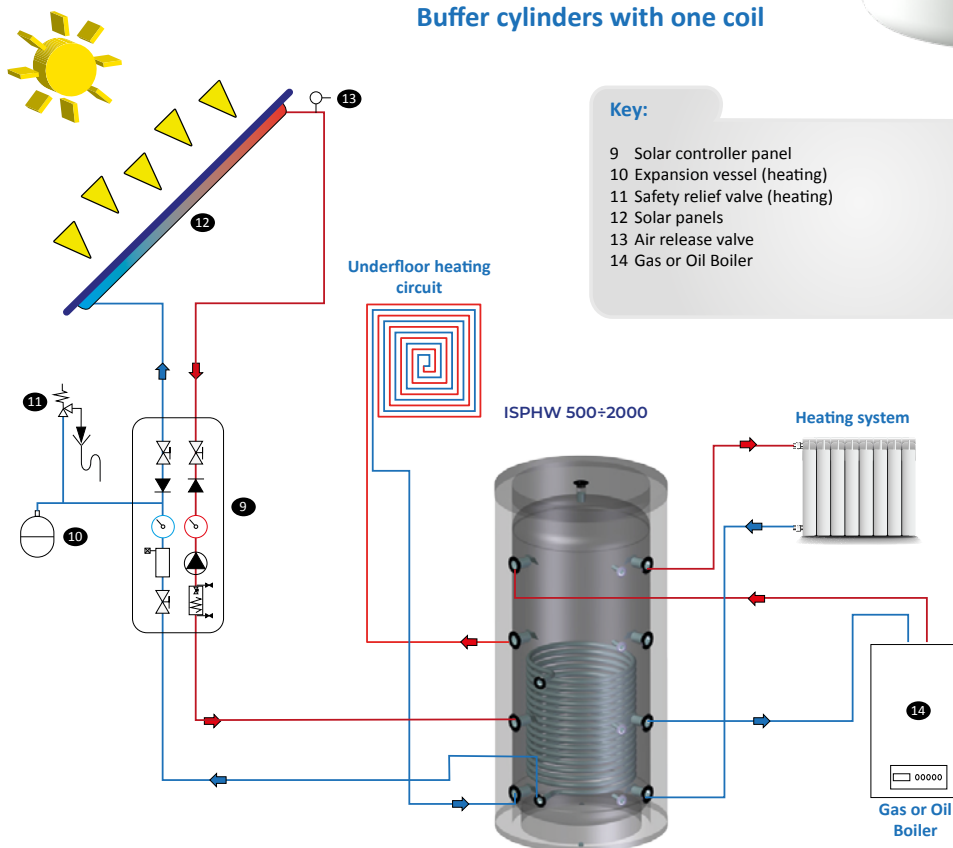 Buffer cylinders with one coil
13
Key:
9 Solar controller panel
10 Expansion vessel (heating)
11 Safety relief valve (heating)
12 Solar panels
13 Air release valve
14 Gas or Oil Boiler
12
Underfloor heating
circuit
11
ISPHW 500÷2000
Heating system
9
10
14
Gas or Oil
Boiler